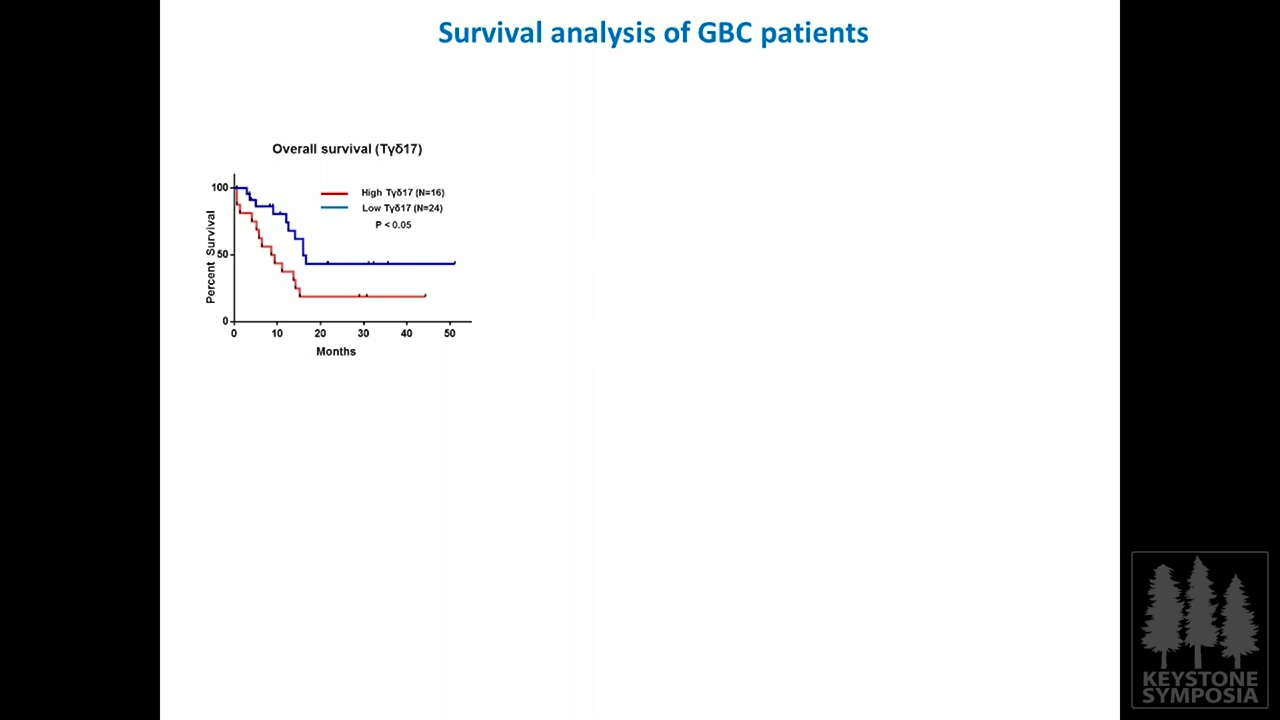 Survival analysis of GBC patients
Overall survival (Tγδ17)
High Tγδ17 (N=16)
Low Tγδ17 (N=24)
P < 0.05
Percent Survival
100
50
0
0 10 20 30 40 50
Months
KEYSTONE
SYMPOSIA